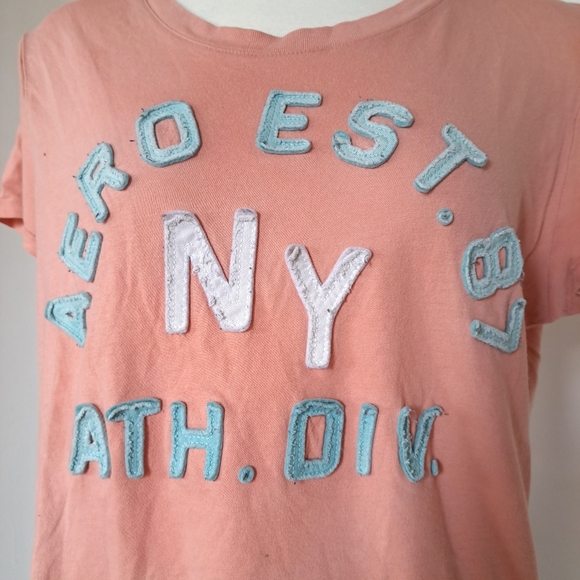 AERO EST. 87
NY
ATH. DIV.